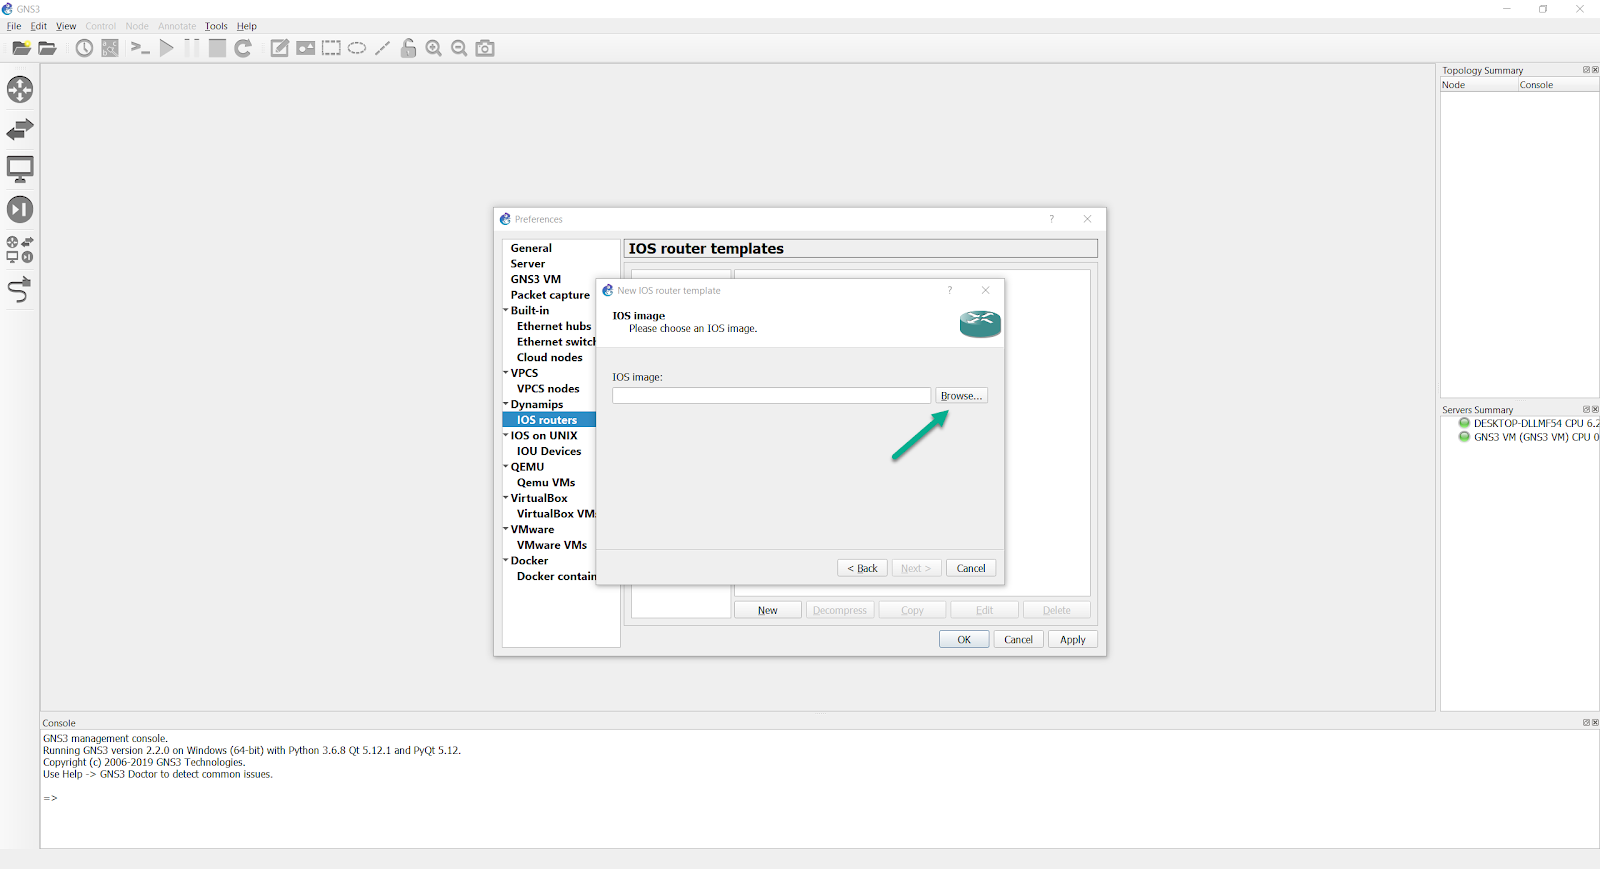 GNS3
File Edit View Control Node Annotate Tools Help
Topology Summary
Node Console
Preferences ?
General
Server
GNS3 VM
Packet capture
Built-in
Ethernet hubs
Ethernet switch
Cloud nodes
VPCS
VPCS nodes
Dynamips
IOS routers
IOS on UNIX
IOU Devices
QEMU
Qemu VMs
VirtualBox
VirtualBox VM
VMware
VMware VMs
Docker
Docker contain
IOS router templates
New IOS router template ?
IOS image
Please choose an IOS image.
IOS image:
Browse...
< Back Next > Cancel
New Decompress Copy Edit Delete
OK Cancel Apply
Servers Summary
DESKTOP-DLLMF54 CPU 6.2
GNS3 VM (GNS3 VM) CPU 0
Console
GNS3 management console.
Running GNS3 version 2.2.0 on Windows (64-bit) with Python 3.6.8 Qt 5.12.1 and PyQt 5.12.
Copyright (c) 2006-2019 GNS3 Technologies.
Use Help -> GNS3 Doctor to detect common issues.
=>